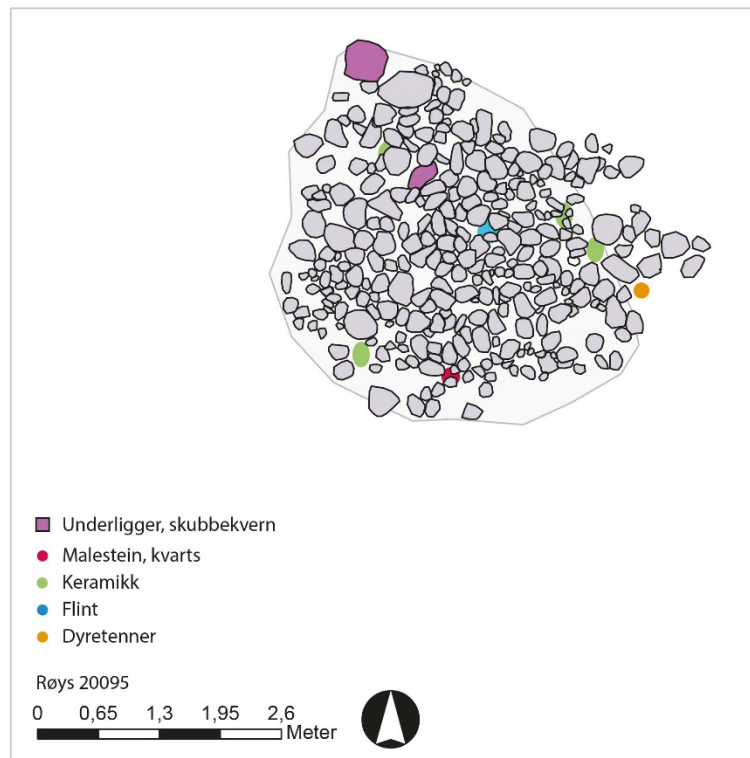 Underligger, skubbekvern
Malestein, kvarts
Keramikk
Flint
Dyretenner
Røys 20095
0 0,65 1,3 1,95 2,6
Meter